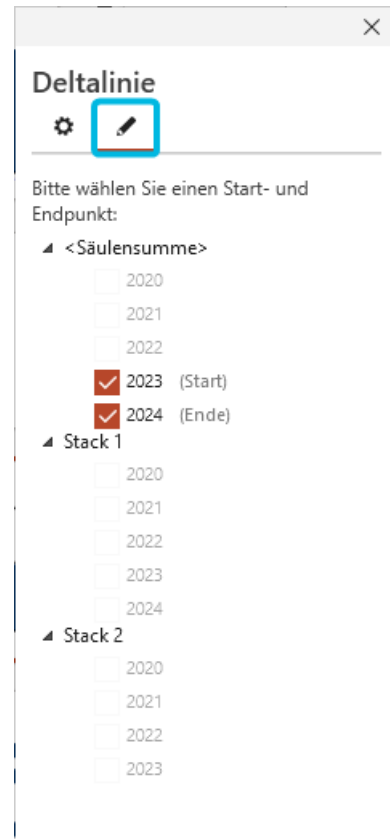 Deltalinie
Bitte wählen Sie einen Start- und
Endpunkt:
<Säulensumme>
2020
2021
2022
2023 (Start)
2024 (Ende)
Stack 1
2020
2021
2022
2023
2024
Stack 2
2020
2021
2022
2023